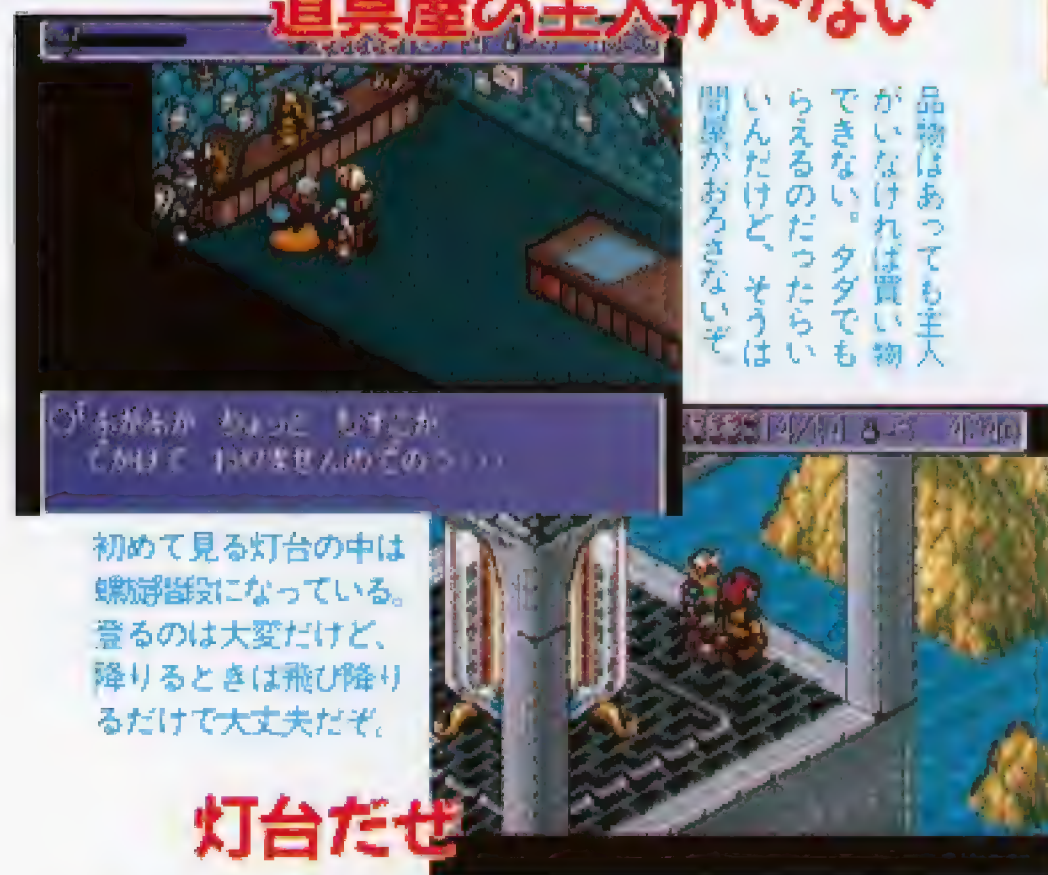 道具屋の主人がいない
品物はあっても主人
がいなければ買い物
できない。タダでも
らえるのだったらい
いんだけど、そうは
問屋がおろさないぞ
初めて見る灯台の中は
螺旋階段になっている。
登るのは大変だけど、
降りるときは飛び降り
るだけで大丈夫だぞ。
灯台だぜ